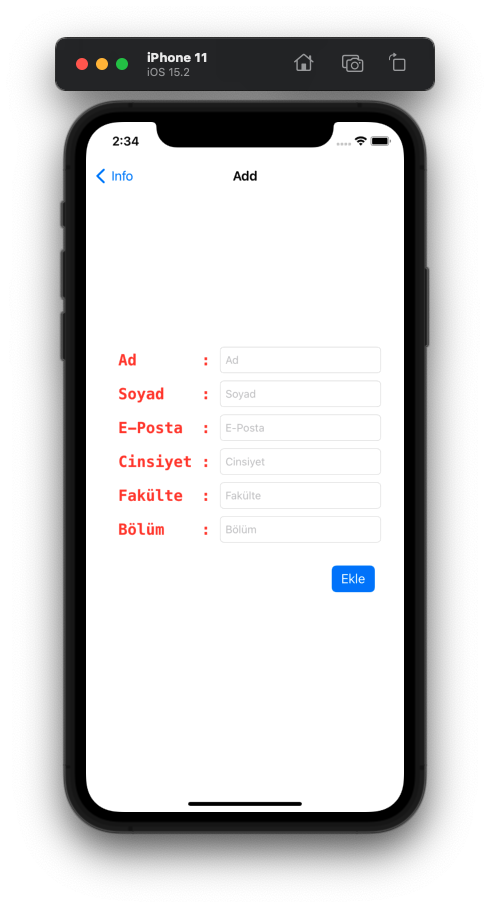 iPhone 11
iOS 15.2
2:34
Info Add
Ad : Ad
Soyad : Soyad
E-Posta : E-Posta
Cinsiyet : Cinsiyet
Fakülte : Fakülte
Bölüm : Bölüm
Ekle